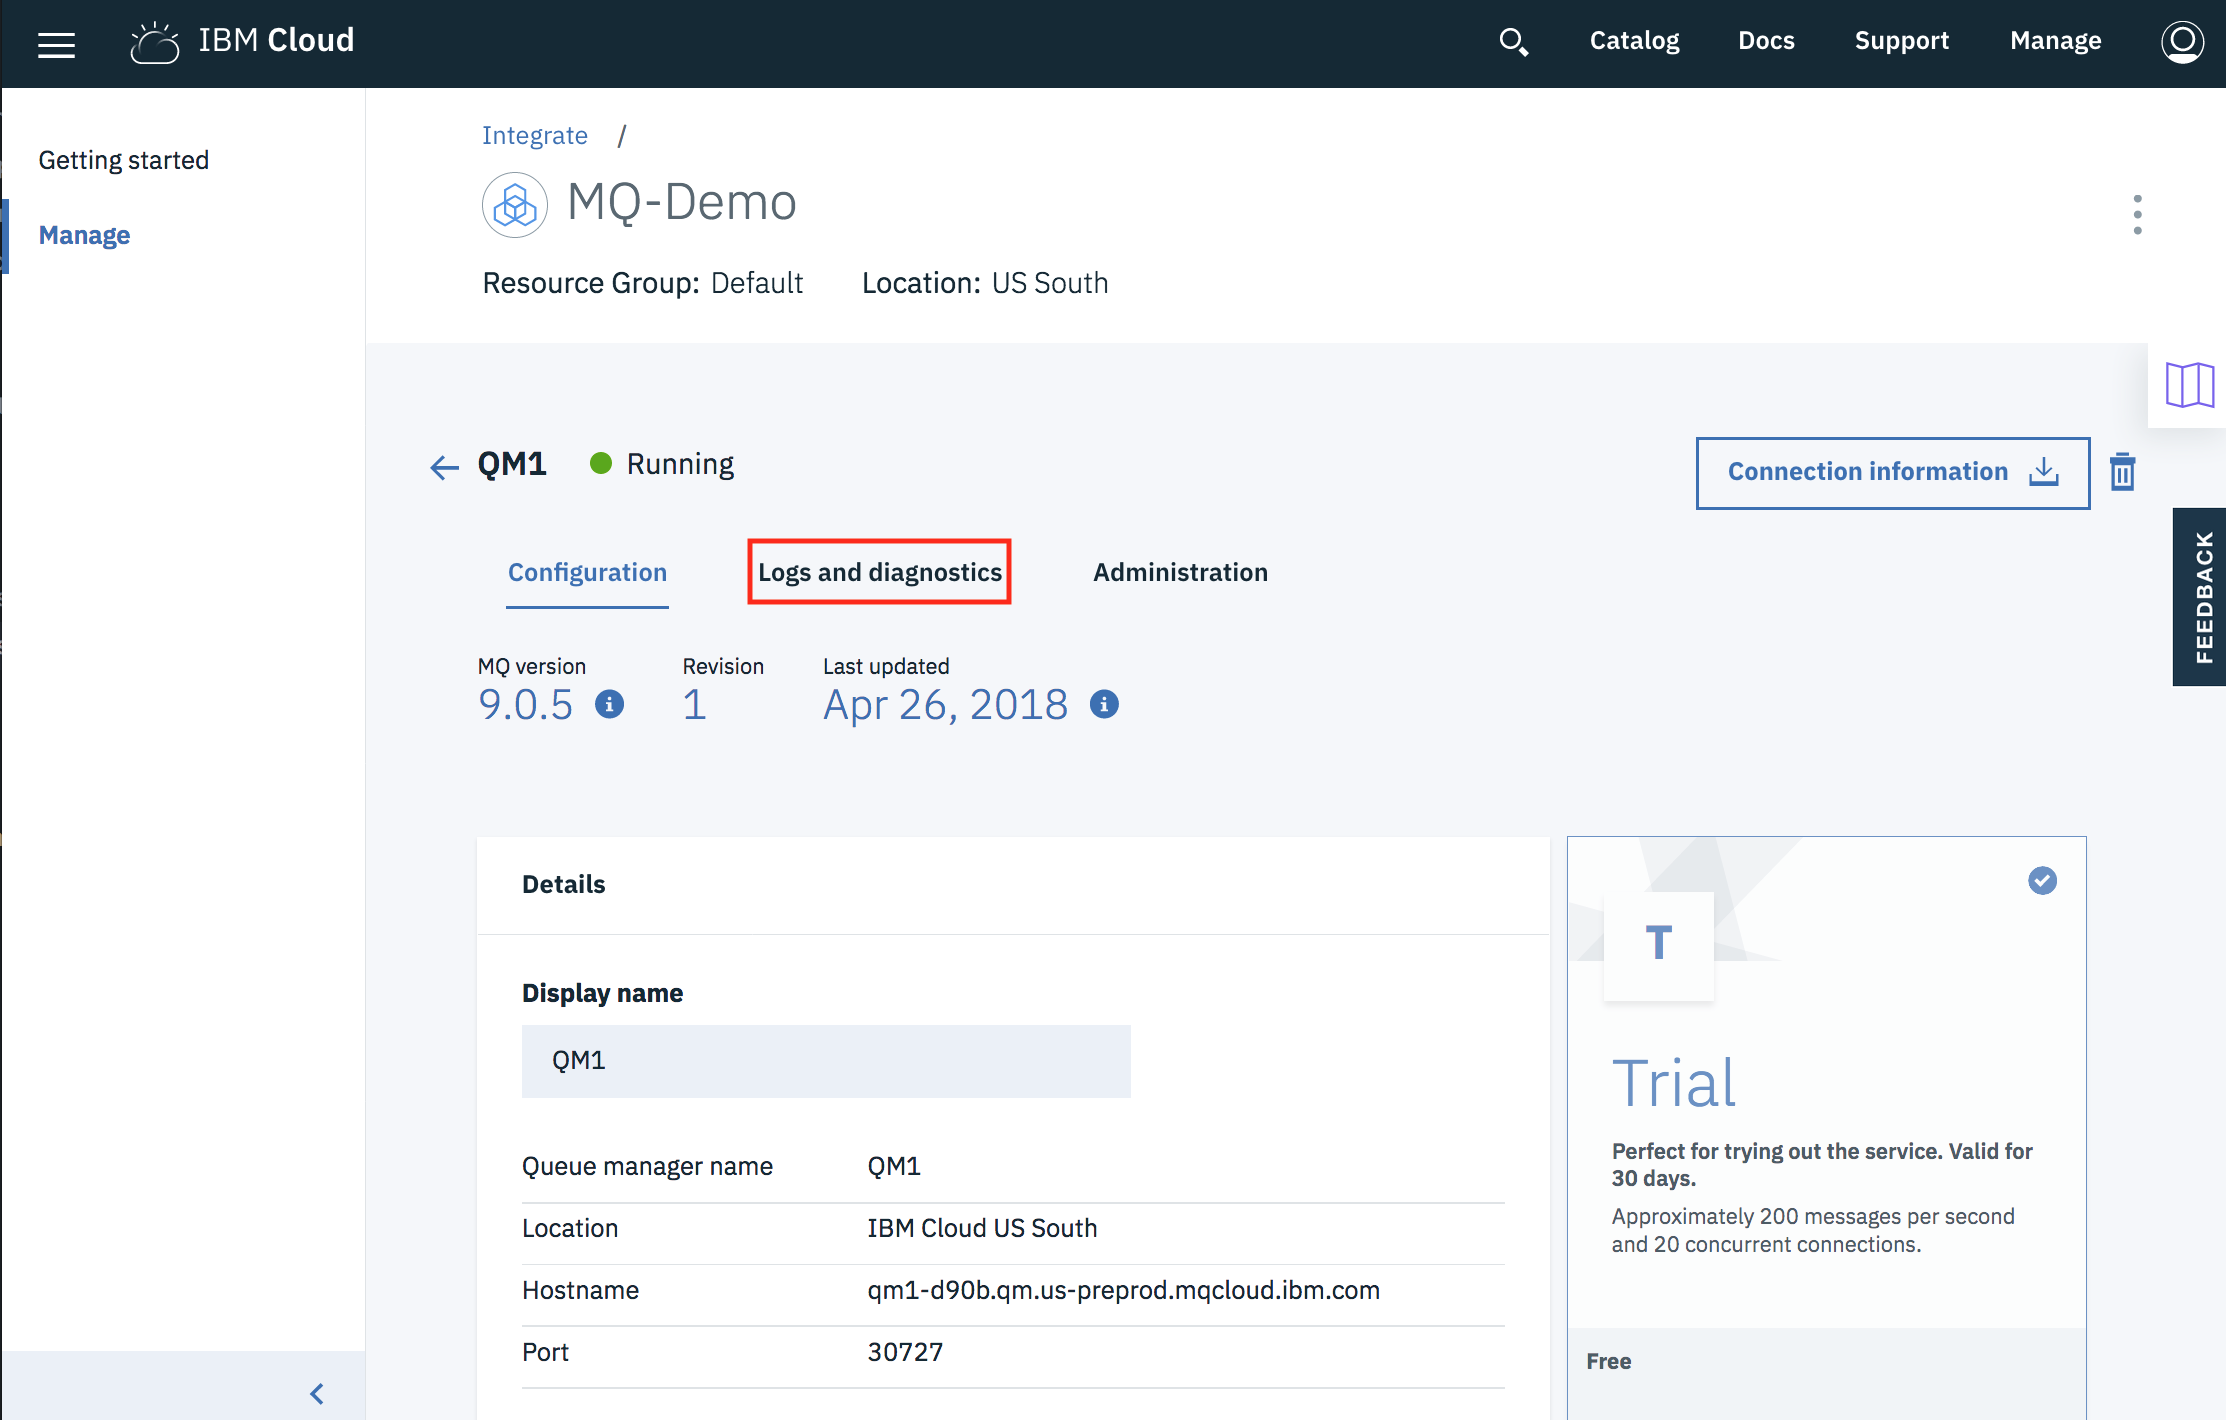 IBM Cloud
Catalog Docs Support Manage
Getting started
Manage
Integrate /
MQ-Demo
Resource Group: Default Location: US South
QM1 Running
Connection information
FEEDBACK
Configuration Logs and diagnostics Administration
MQ version Revision Last updated
9.0.5 1 Apr 26, 2018
Details
Display name
QM1
Queue manager name QM1
Location IBM Cloud US South
Hostname qm1-d90b.qm.us-preprod.mqcloud.ibm.com
Port 30727
T
Trial
Perfect for trying out the service. Valid for
30 days.
Approximately 200 messages per second
and 20 concurrent connections.
Free